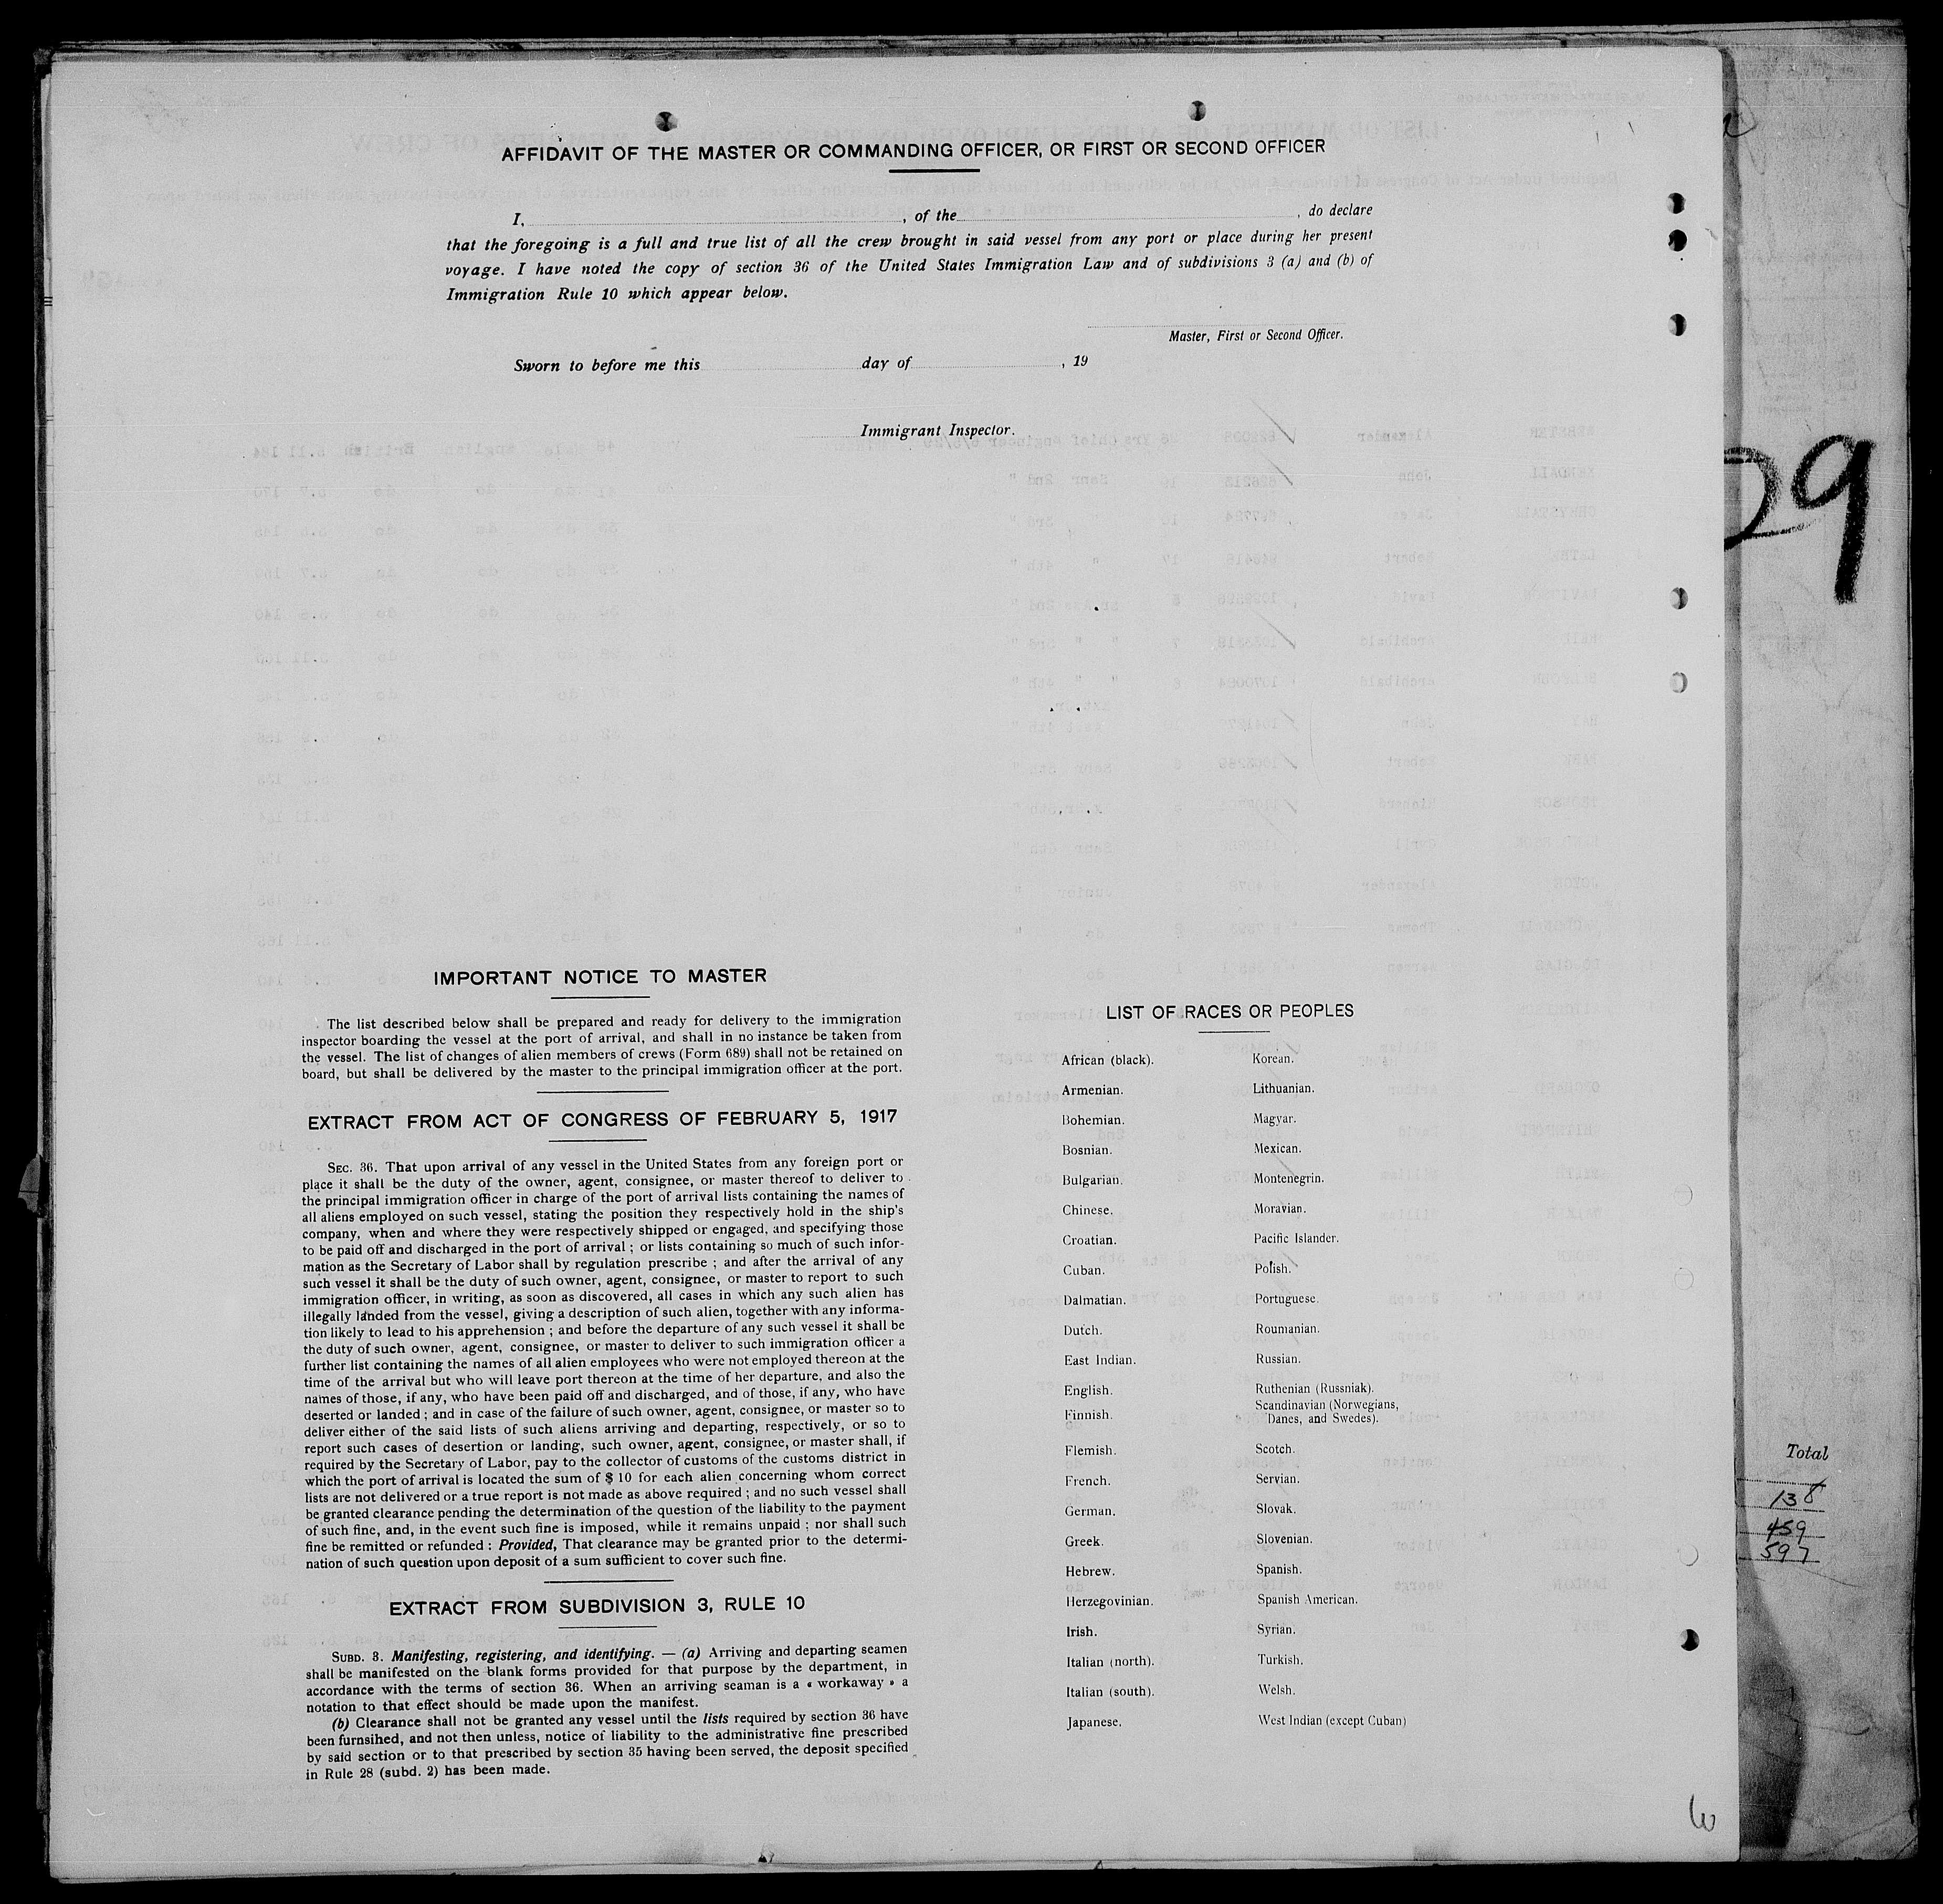 AFFIDAVIT OF THE MASTER OR COMMANDING OFFICER, OR FIRST OR SECOND OFFICER
I, , of the , do declare
that the foregoing is a full and true list of all the crew brought in said vessel from any port or place during her present
voyage. I have noted the copy of section 36 of the United States Immigration Law and of subdivisions 3 (a) and (b) of
Immigration Rule 10 which appear below.
Master, First or Second Officer.
Sworn to before me this day of , 19
Immigrant Inspector.
29
IMPORTANT NOTICE TO MASTER
The list described below shall be prepared and ready for delivery to the immigration
inspector boarding the vessel at the port of arrival, and shall in no instance be taken from
the vessel. The list of changes of alien members of crews (Form 689) shall not be retained on
board, but shall be delivered by the master to the principal immigration officer at the port.
EXTRACT FROM ACT OF CONGRESS OF FEBRUARY 5, 1917
SEC. 36. That upon arrival of any vessel in the United States from any foreign port or
place it shall be the duty of the owner, agent, consignee, or master thereof to deliver to
the principal immigration officer in charge of the port of arrival lists containing the names of
all aliens employed on such vessel, stating the position they respectively hold in the ship's
company, when and where they were respectively shipped or engaged, and specifying those
to be paid off and discharged in the port of arrival ; or lists containing so much of such infor-
mation as the Secretary of Labor shall by regulation prescribe ; and after the arrival of any
such vessel it shall be the duty of such owner, agent, consignee, or master to report to such
immigration officer, in writing, as soon as discovered, all cases in which any such alien has
illegally landed from the vessel, giving a description of such alien, together with any informa-
tion likely to lead to his apprehension ; and before the departure of any such vessel it shall be
the duty of such owner, agent, consignee, or master to deliver to such immigration officer a
further list containing the names of all alien employees who were not employed thereon at the
time of the arrival but who will leave port thereon at the time of her departure, and also the
names of those, if any, who have been paid off and discharged, and of those, if any, who have
deserted or landed ; and in case of the failure of such owner, agent, consignee, or master so to
deliver either of the said lists of such aliens arriving and departing, respectively, or so to
report such cases of desertion or landing, such owner, agent, consignee, or master shall, if
required by the Secretary of Labor, pay to the collector of customs of the customs district in
which the port of arrival is located the sum of $ 10 for each alien concerning whom correct
lists are not delivered or a true report is not made as above required ; and no such vessel shall
be granted clearance pending the determination of the question of the liability to the payment
of such fine, and, in the event such fine is imposed, while it remains unpaid ; nor shall such
fine be remitted or refunded : Provided, That clearance may be granted prior to the determi-
nation of such question upon deposit of a sum sufficient to cover such fine.
EXTRACT FROM SUBDIVISION 3, RULE 10
SUBD. 3. Manifesting, registering, and identifying. — (a) Arriving and departing seamen
shall be manifested on the blank forms provided for that purpose by the department, in
accordance with the terms of section 36. When an arriving seaman is a « workaway » a
notation to that effect should be made upon the manifest.
(b) Clearance shall not be granted any vessel until the lists required by section 36 have
been furnsihed, and not then unless, notice of liability to the administrative fine prescribed
by said section or to that prescribed by section 35 having been served, the deposit specified
in Rule 28 (subd. 2) has been made.
LIST OF RACES OR PEOPLES
African (black).
Armenian.
Bohemian.
Bosnian.
Bulgarian.
Chinese.
Croatian.
Cuban.
Dalmatian.
Dutch.
East Indian.
English.
Finnish.
Flemish.
French.
German.
Greek.
Hebrew.
Herzegovinian.
Irish.
Italian (north).
Italian (south).
Japanese.
Korean.
Lithuanian.
Magyar.
Mexican.
Montenegrin.
Moravian.
Pacific Islander.
Polish.
Portuguese.
Roumanian.
Russian.
Ruthenian (Russniak).
Scandinavian (Norwegians,
Danes, and Swedes).
Scotch.
Servian.
Slovak.
Slovenian.
Spanish.
Spanish American.
Syrian.
Turkish.
Welsh.
West Indian (except Cuban)
Total
138
459
597